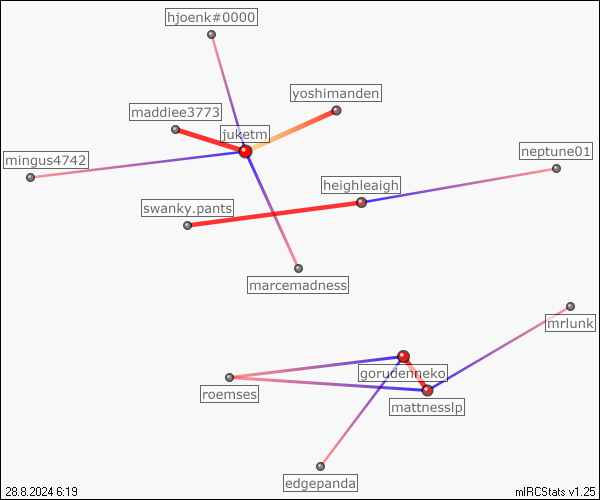 hjoenk#0000
yoshimanden
maddiee3773
juketm
neptune01
mingus4742
heighleaigh
swanky.pants
marcemadness
mrlunk
gorudenneko
roemses
mattnesslp
edgepanda
28.8.2024 6:19
mIRCStats v1.25